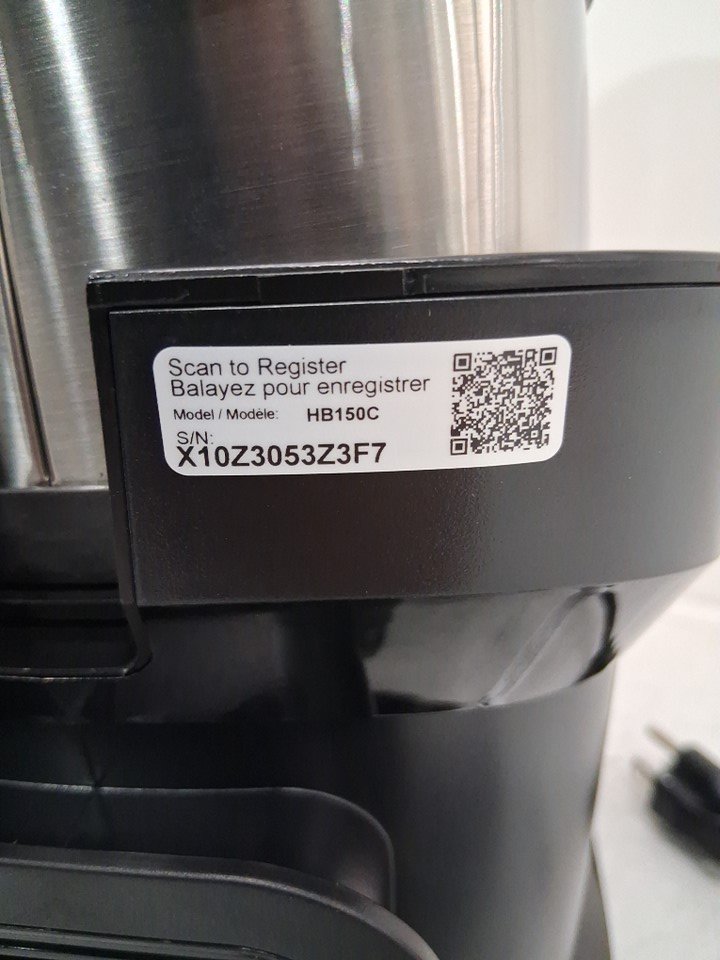 Scan to Register
Balayez pour enregistrer
Model / Modèle: HB150C
S/N:
X10Z3053Z3F7